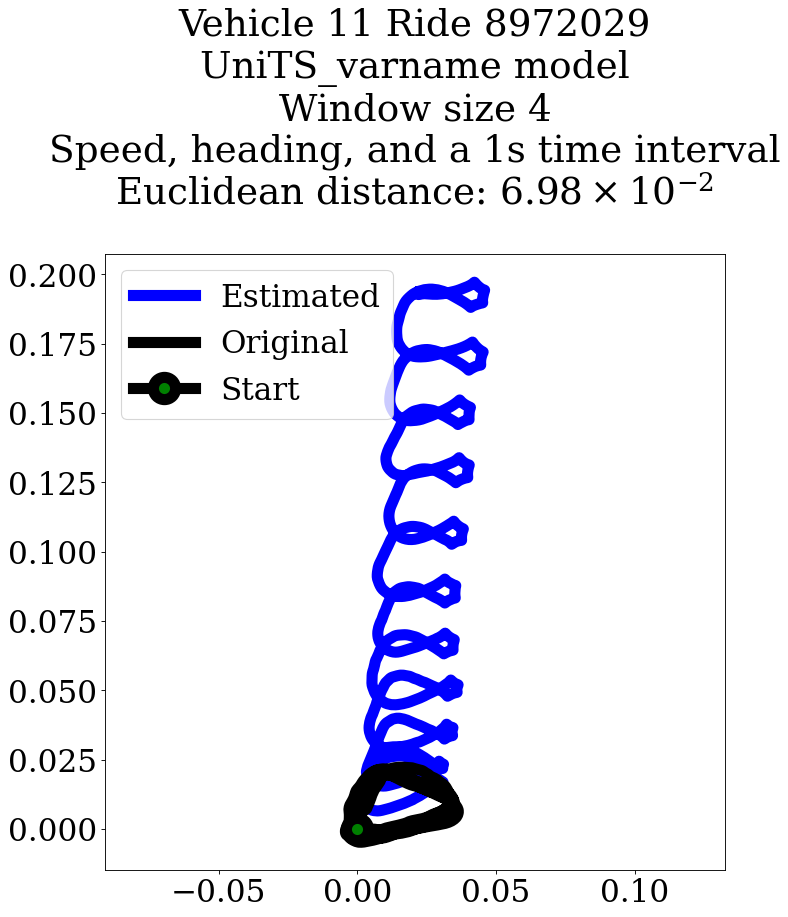 Vehicle 11 Ride 8972029
UniTS_varname model
Window size 4
Speed, heading, and a 1s time interval
Euclidean distance: 6.98 × 10⁻²
Estimated
Original
Start
0.200
0.175
0.150
0.125
0.100
0.075
0.050
0.025
0.000
−0.05 0.00 0.05 0.10